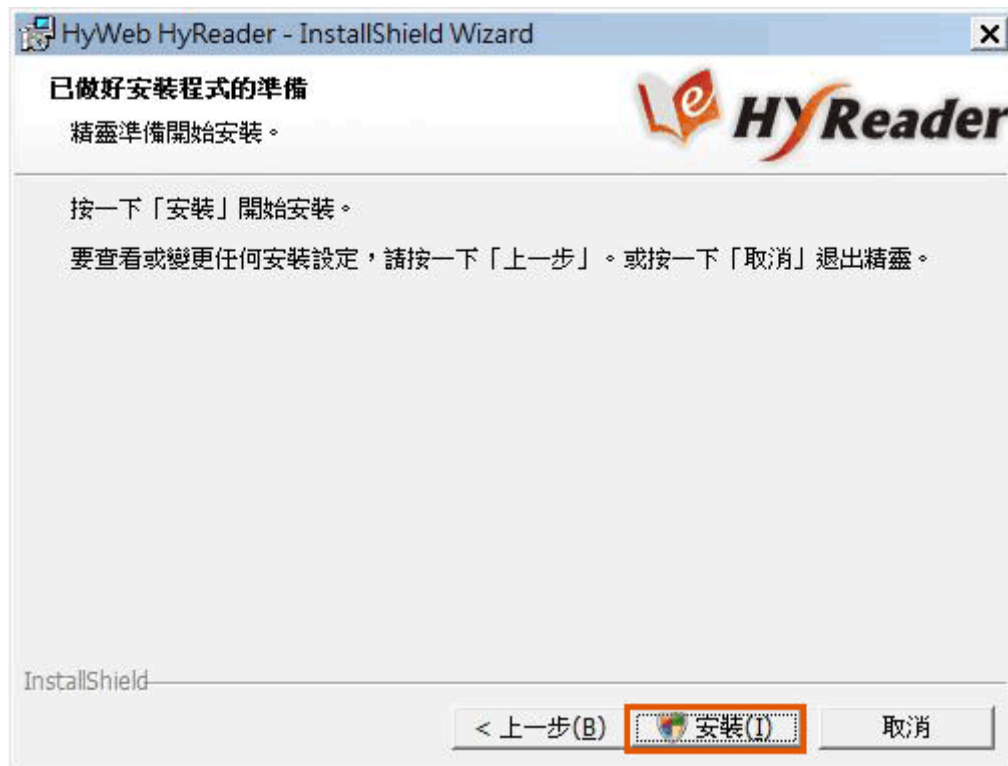 HyWeb HyReader - InstallShield Wizard
已做好安裝程式的準備
精靈準備開始安裝。
e HyReader
按一下「安裝」開始安裝。
要查看或變更任何安裝設定，請按一下「上一步」。或按一下「取消」退出精靈。
InstallShield
< 上一步(B) 安裝(I) 取消